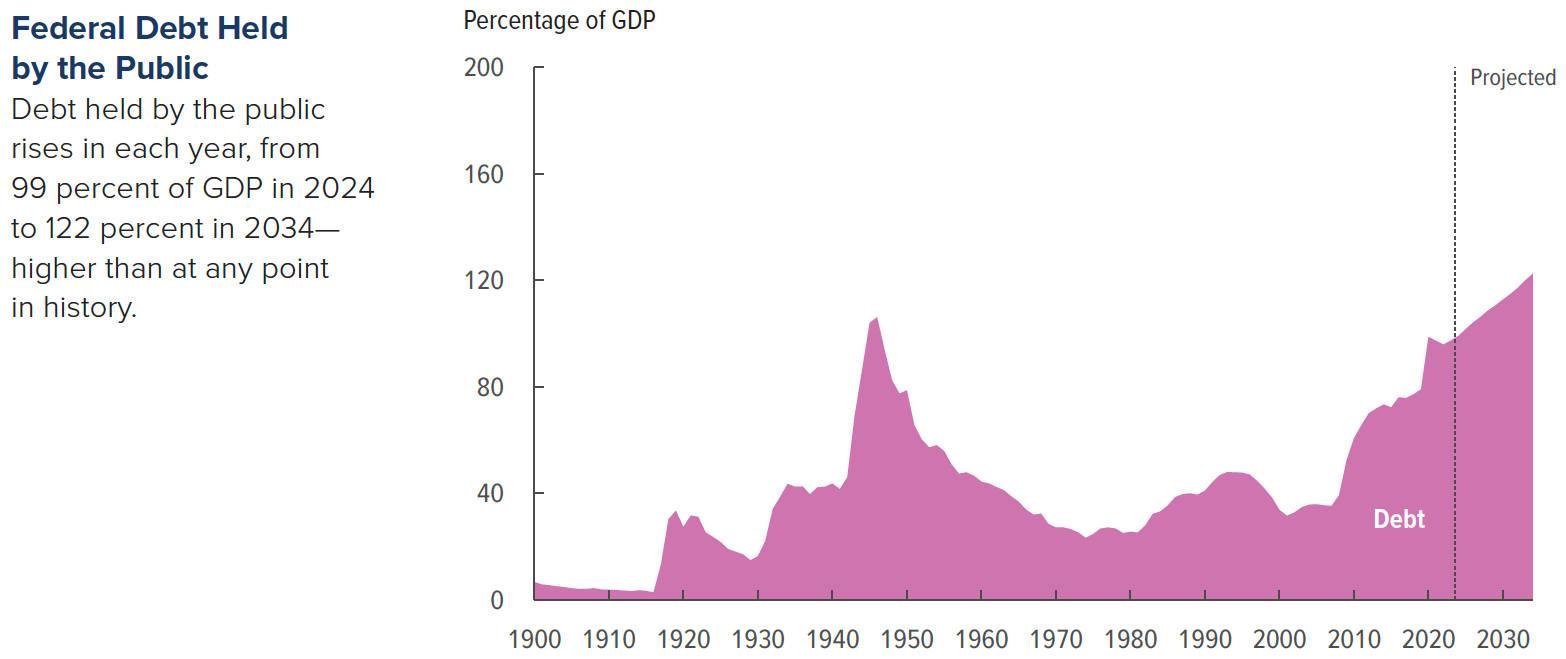 Federal Debt Held
by the Public
Debt held by the public
rises in each year, from
99 percent of GDP in 2024
to 122 percent in 2034—
higher than at any point
in history.
Percentage of GDP
200
160
120
80
40
0
Projected
Debt
1900 1910 1920 1930 1940 1950 1960 1970 1980 1990 2000 2010 2020 2030